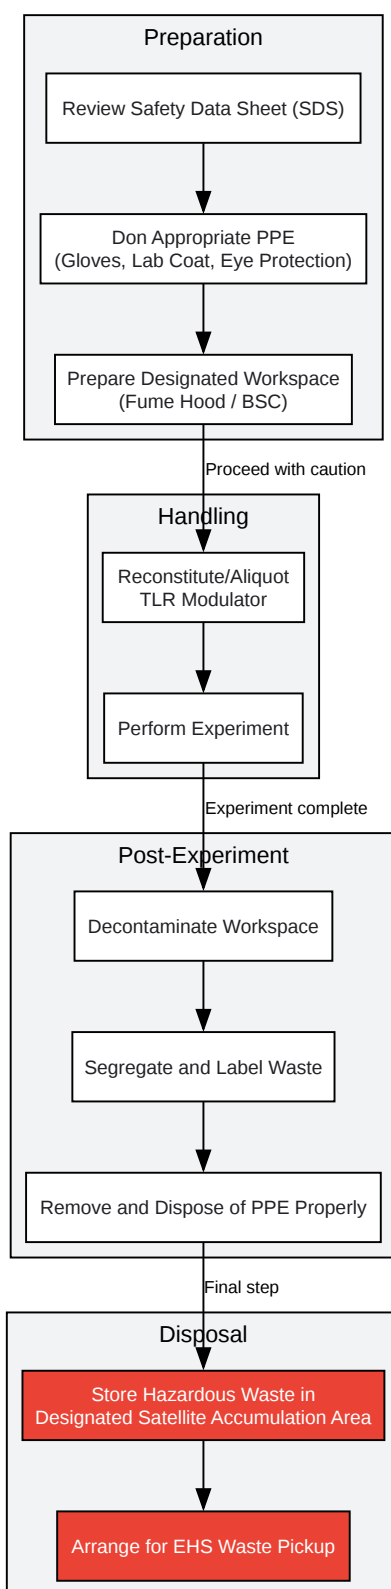 Preparation
Review Safety Data Sheet (SDS)
Don Appropriate PPE
(Gloves, Lab Coat, Eye Protection)
Prepare Designated Workspace
(Fume Hood / BSC)
Proceed with caution
Handling
Reconstitute/Aliquot
TLR Modulator
Perform Experiment
Experiment complete
Post-Experiment
Decontaminate Workspace
Segregate and Label Waste
Remove and Dispose of PPE Properly
Final step
Disposal
Store Hazardous Waste in
Designated Satellite Accumulation Area
Arrange for EHS Waste Pickup